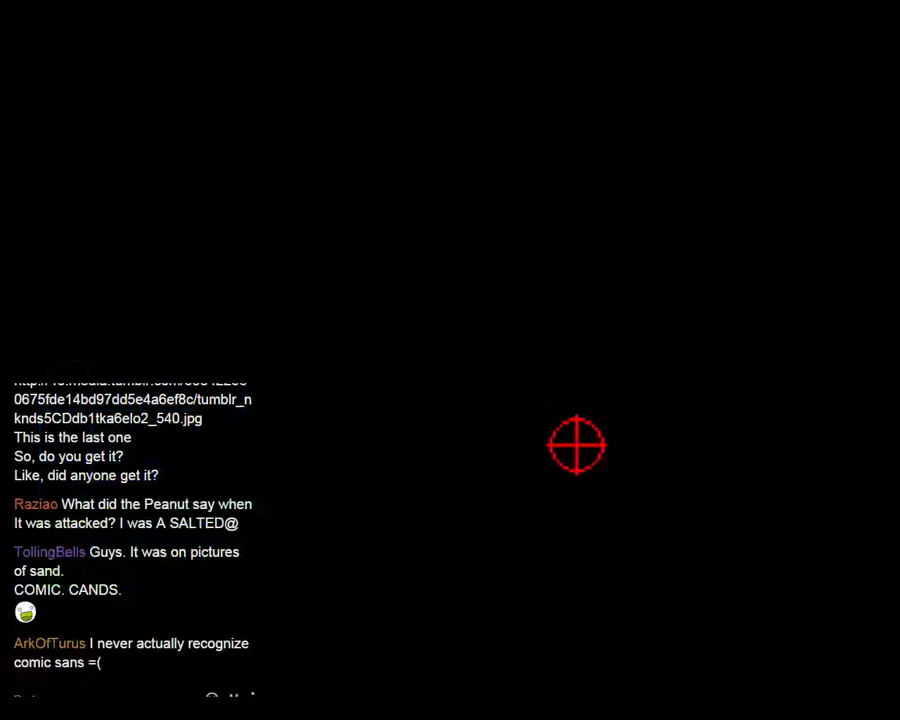 0675fde14bd97dd5e4a6ef8c/tumblr_n
knds5CDdb1tka6elo2_540.jpg
This is the last one
So, do you get it?
Like, did anyone get it?
Raziao What did the Peanut say when
It was attacked? I was A SALTED@
TollingBells Guys. It was on pictures
of sand.
COMIC. CANDS.
ArkOfTurus I never actually recognize
comic sans =(